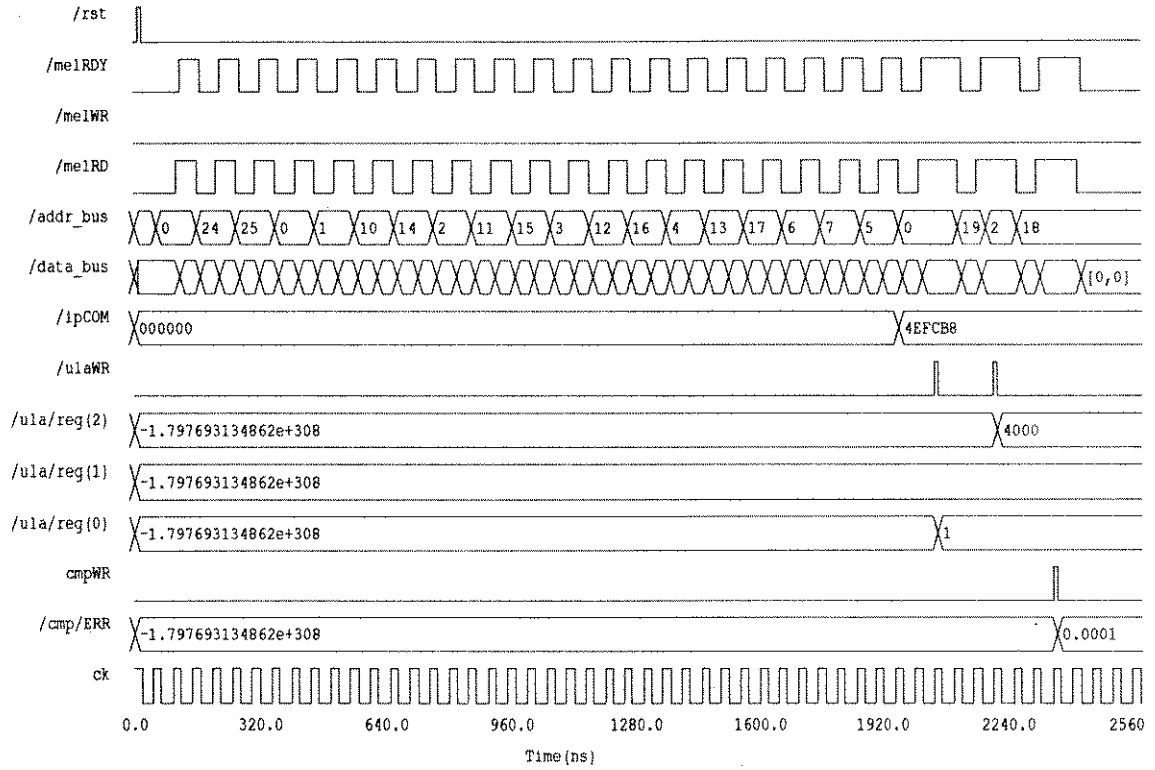 /rst
/melRDY
/melWR
/melRD
/addr_bus 0 24 25 0 1 10 14 2 11 15 3 12 16 4 13 17 6 7 5 0 19 2 18
/data_bus [0,0]
/ipCOM 000000 4EFCB8
/ulaWR
/ula/reg(2) -1.797693134862e+308 4000
/ula/reg(1) -1.797693134862e+308
/ula/reg(0) -1.797693134862e+308 1
cmpWR
/cmp/ERR -1.797693134862e+308 0.0001
ck
0.0 320.0 640.0 960.0 1280.0 1600.0 1920.0 2240.0 2560
Time(ns)